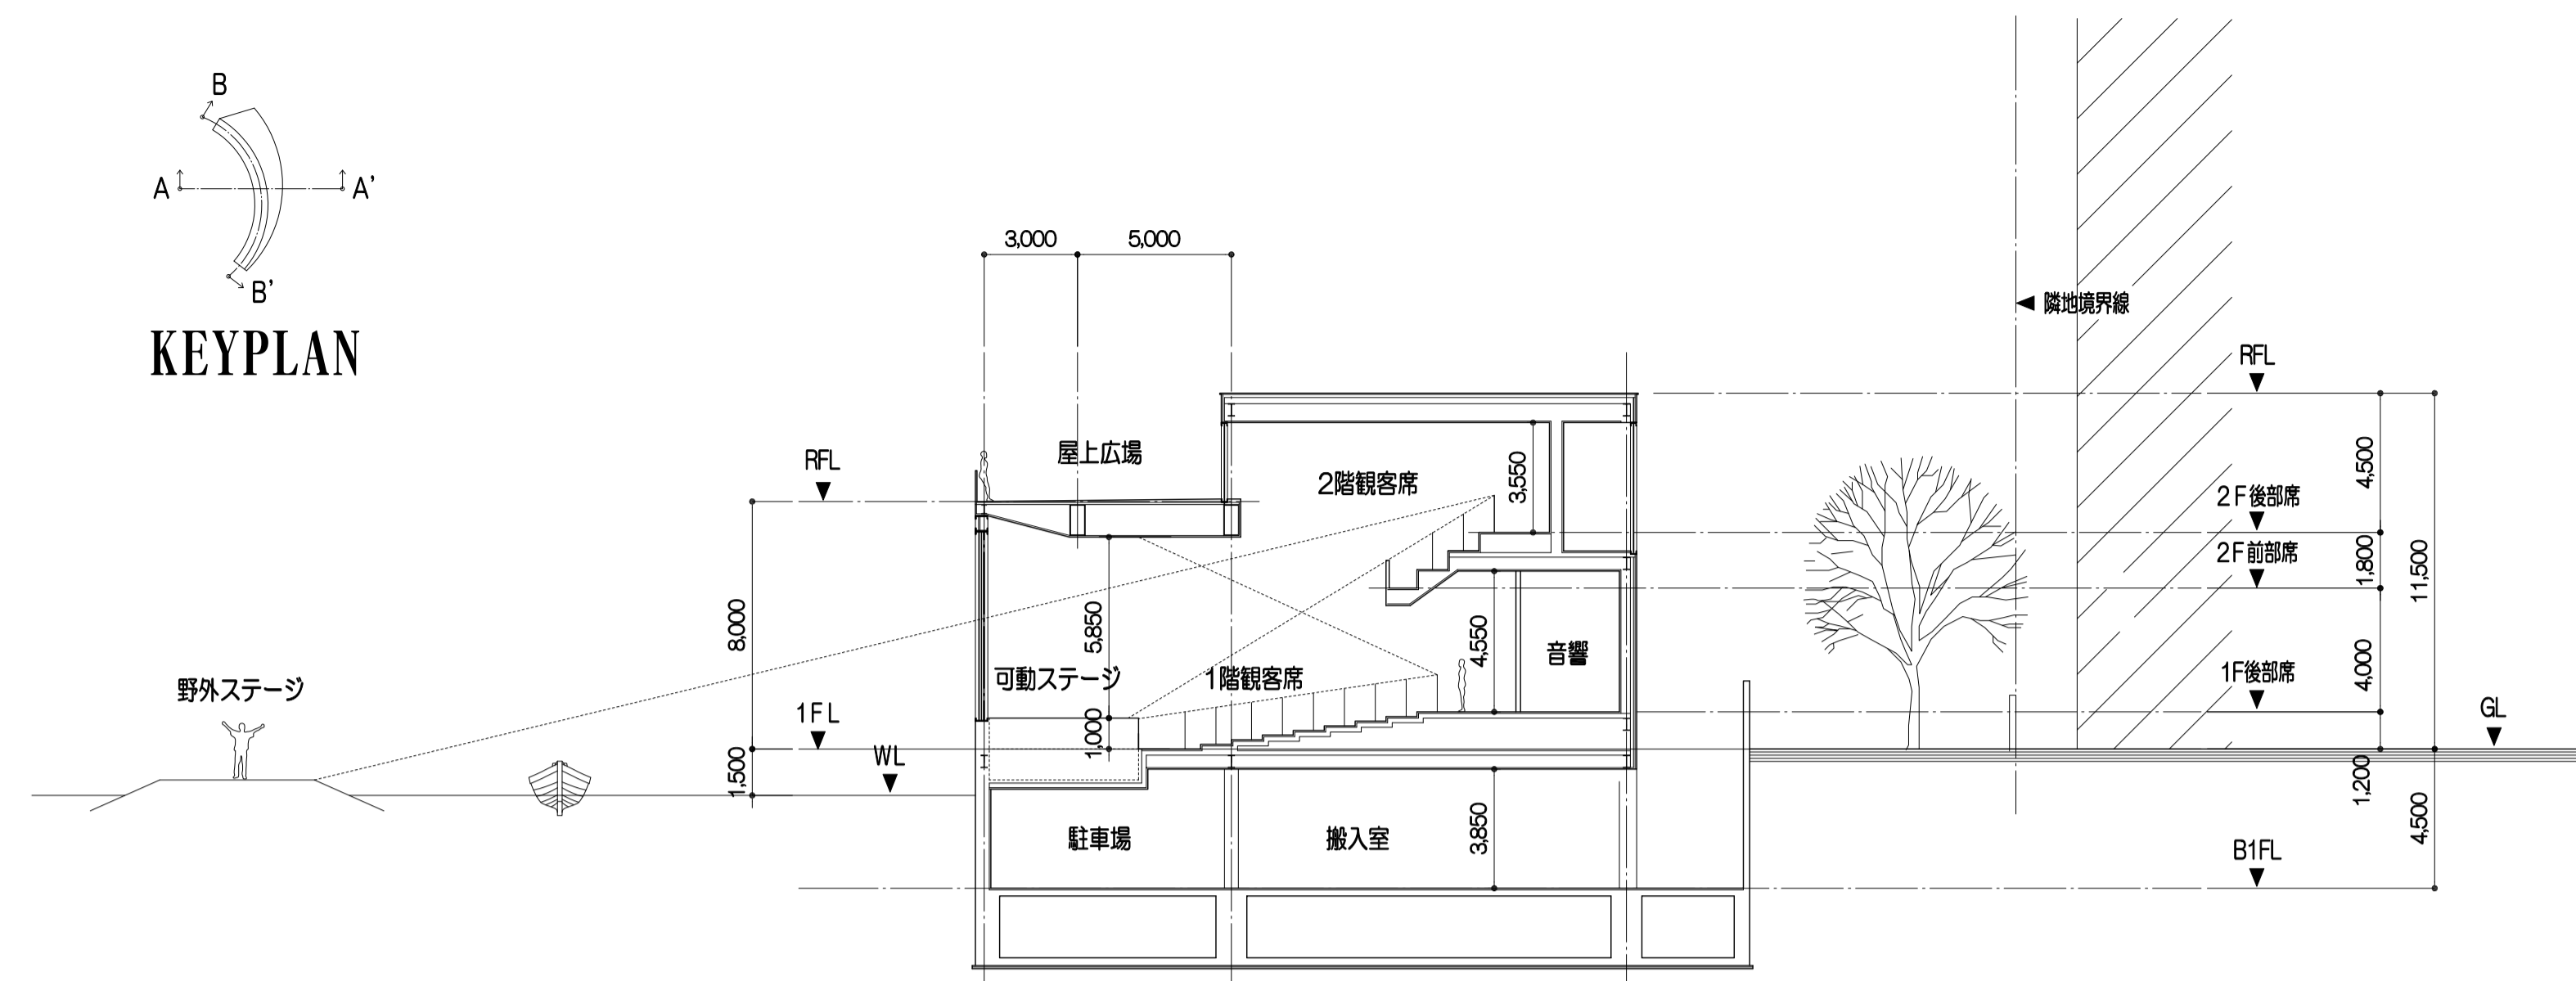 B
A
A'
B'
KEYPLAN
3,000
5,000
隣地境界線
RFL
屋上広場
RFL
2階観客席
3,550
4,500
2F後部席
2F前部席
1,800
11,500
8,000
5,850
4,550
音響
野外ステージ
可動ステージ
1階観客席
1F後部席
4,000
1FL
1,000
GL
WL
1,500
1,200
駐車場
搬入室
3,850
4,500
B1FL